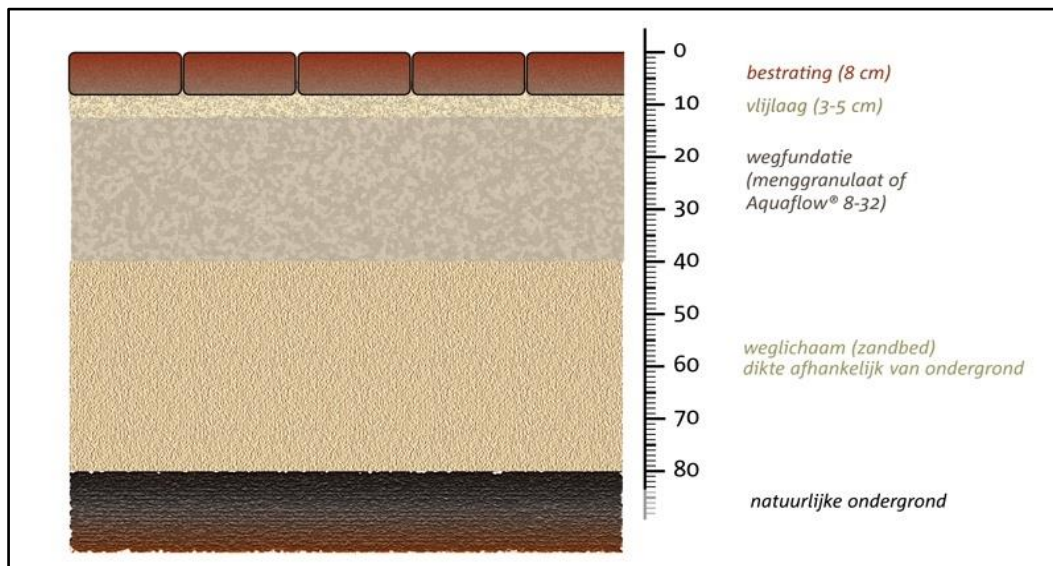 0
bestrating (8 cm)
10
vlijlaag (3-5 cm)
20
wegfundatie
(menggranulaat of
Aquaflow® 8-32)
30
40
50
weglichaam (zandbed)
60
dikte afhankelijk van ondergrond
70
80
natuurlijke ondergrond